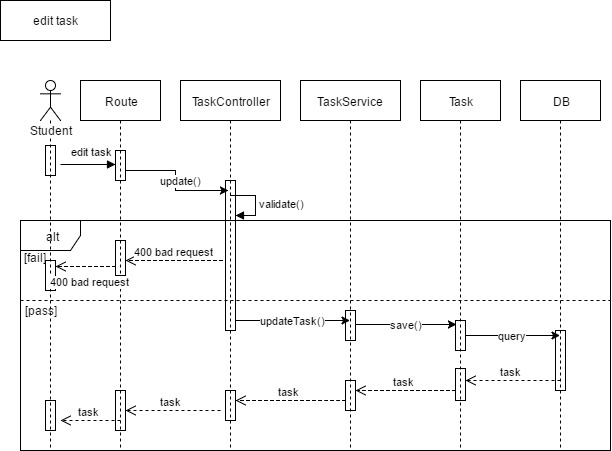 edit task
Route
TaskController
TaskService
Task
DB
Student
edit task
update()
validate()
alt
[fail]
400 bad request
400 bad request
[pass]
updateTask()
save()
query
task
task
task
task
task